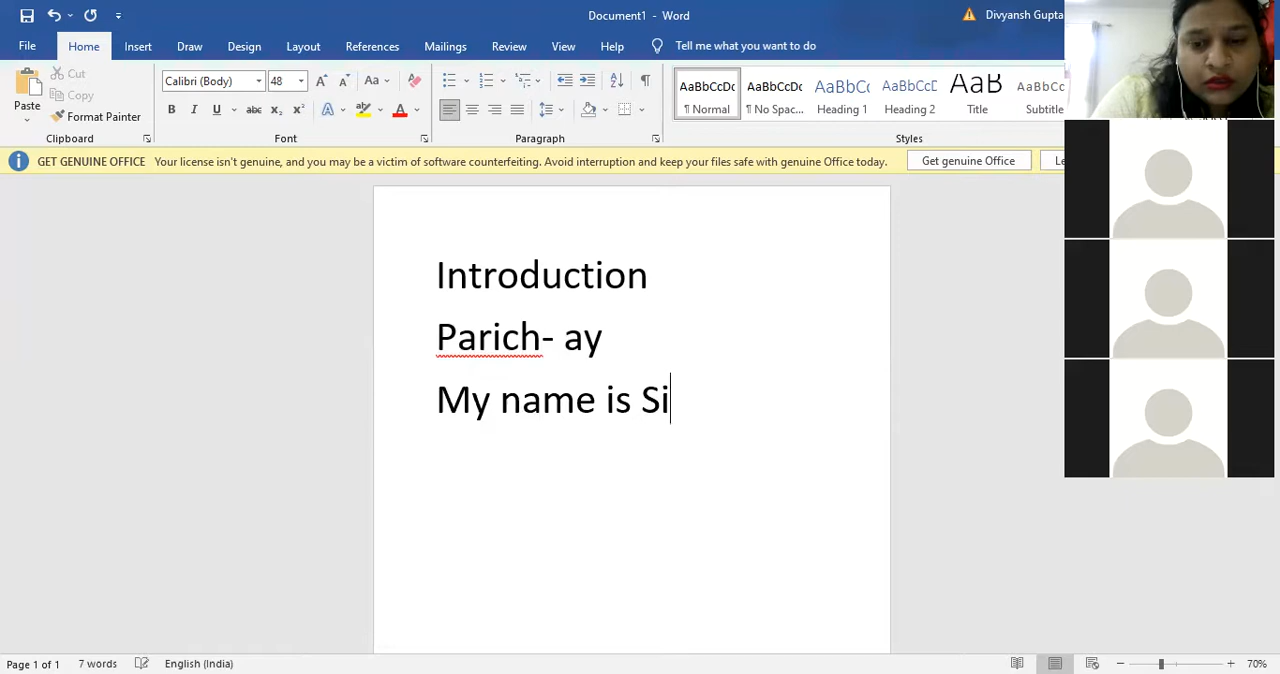 Document1 - Word
Divyansh Gupta
File Home Insert Draw Design Layout References Mailings Review View Help Tell me what you want to do
Paste
Cut
Copy
Format Painter
Clipboard
Calibri (Body) 48
Font
Paragraph
AaBbCcDc AaBbCcDc AaBbCc AaBbCcD AaB AaBbCc
¶ Normal ¶ No Spac... Heading 1 Heading 2 Title Subtitle
Styles
GET GENUINE OFFICE Your license isn't genuine, and you may be a victim of software counterfeiting. Avoid interruption and keep your files safe with genuine Office today. Get genuine Office
Introduction
Parich- ay
My name is Si
Page 1 of 1 7 words English (India) 70%